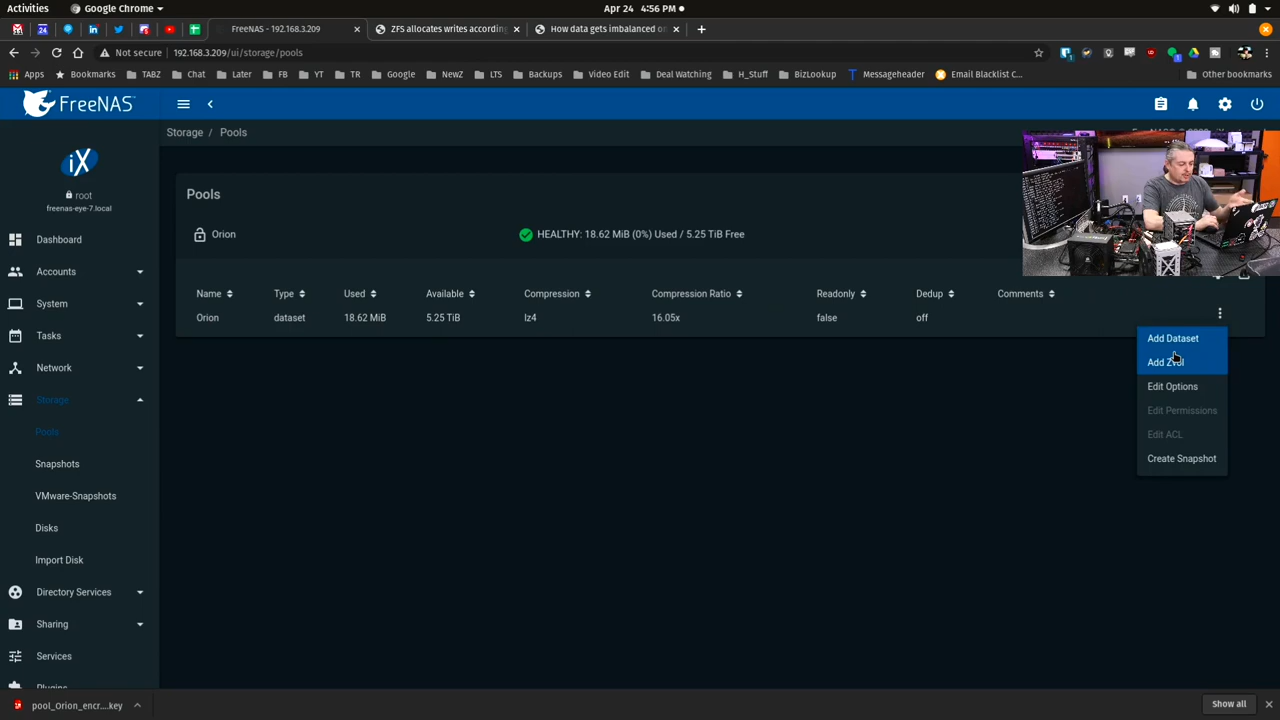 Activities
Google Chrome
Apr 24 4:56 PM
FreeNAS - 192.168.3.209
ZFS allocates writes according
How data gets imbalanced on
Not secure
192.168.3.209/ui/storage/pools
Apps
Bookmarks
TABZ
Chat
Later
FB
YT
TR
Google
NewZ
LTS
Backups
Video Edit
Deal Watching
H_Stuff
BizLookup
Messageheader
Email Blacklist C...
Other bookmarks
FreeNAS
Storage / Pools
iX
root
freenas-eye-7.local
Dashboard
Accounts
System
Tasks
Network
Storage
Pools
Snapshots
VMware-Snapshots
Disks
Import Disk
Directory Services
Sharing
Services
Plugins
Pools
Orion
HEALTHY: 18.62 MiB (0%) Used / 5.25 TiB Free
Name Type Used Available Compression Compression Ratio Readonly Dedup Comments
Orion dataset 18.62 MiB 5.25 TiB lz4 16.05x false off
Add Dataset
Add Zvol
Edit Options
Edit Permissions
Edit ACL
Create Snapshot
pool_Orion_encr....key
Show all